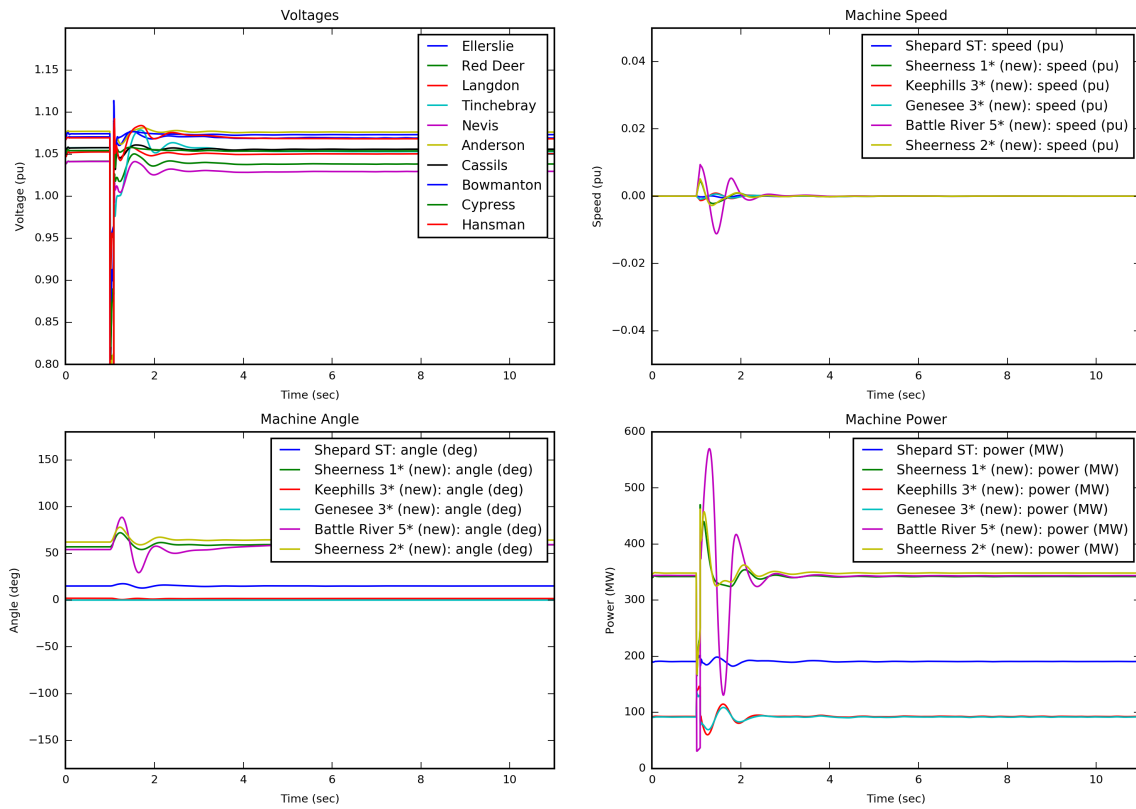 Voltages
1.15
1.10
1.05
1.00
0.95
0.90
0.85
0.80
Voltage (pu)
0
2
4
6
8
10
Time (sec)
Ellerslie
Red Deer
Langdon
Tinchebray
Nevis
Anderson
Cassils
Bowmanton
Cypress
Hansman
Machine Speed
0.04
0.02
0.00
−0.02
−0.04
Speed (pu)
0
2
4
6
8
10
Time (sec)
Shepard ST: speed (pu)
Sheerness 1* (new): speed (pu)
Keephills 3* (new): speed (pu)
Genesee 3* (new): speed (pu)
Battle River 5* (new): speed (pu)
Sheerness 2* (new): speed (pu)
Machine Angle
150
100
50
0
−50
−100
−150
Angle (deg)
0
2
4
6
8
10
Time (sec)
Shepard ST: angle (deg)
Sheerness 1* (new): angle (deg)
Keephills 3* (new): angle (deg)
Genesee 3* (new): angle (deg)
Battle River 5* (new): angle (deg)
Sheerness 2* (new): angle (deg)
Machine Power
600
500
400
300
200
100
0
Power (MW)
0
2
4
6
8
10
Time (sec)
Shepard ST: power (MW)
Sheerness 1* (new): power (MW)
Keephills 3* (new): power (MW)
Genesee 3* (new): power (MW)
Battle River 5* (new): power (MW)
Sheerness 2* (new): power (MW)